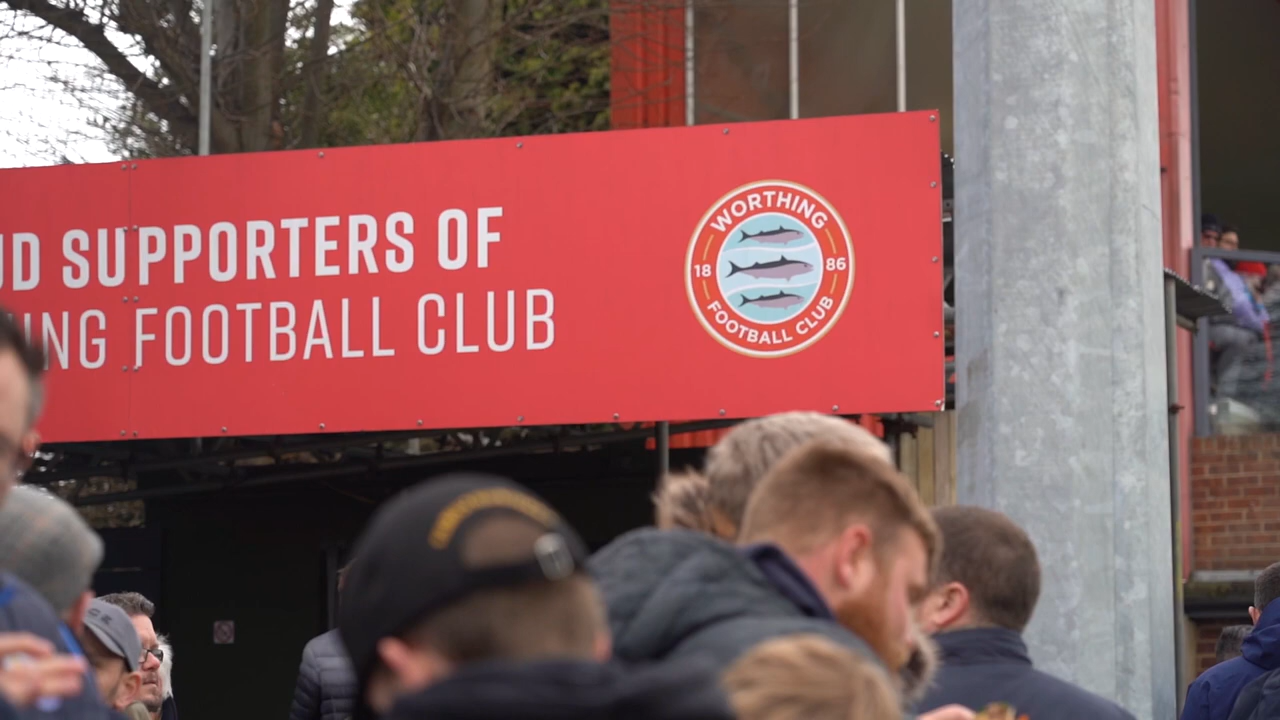 UD SUPPORTERS OF
ING FOOTBALL CLUB
WORTHING
18 86
FOOTBALL CLUB